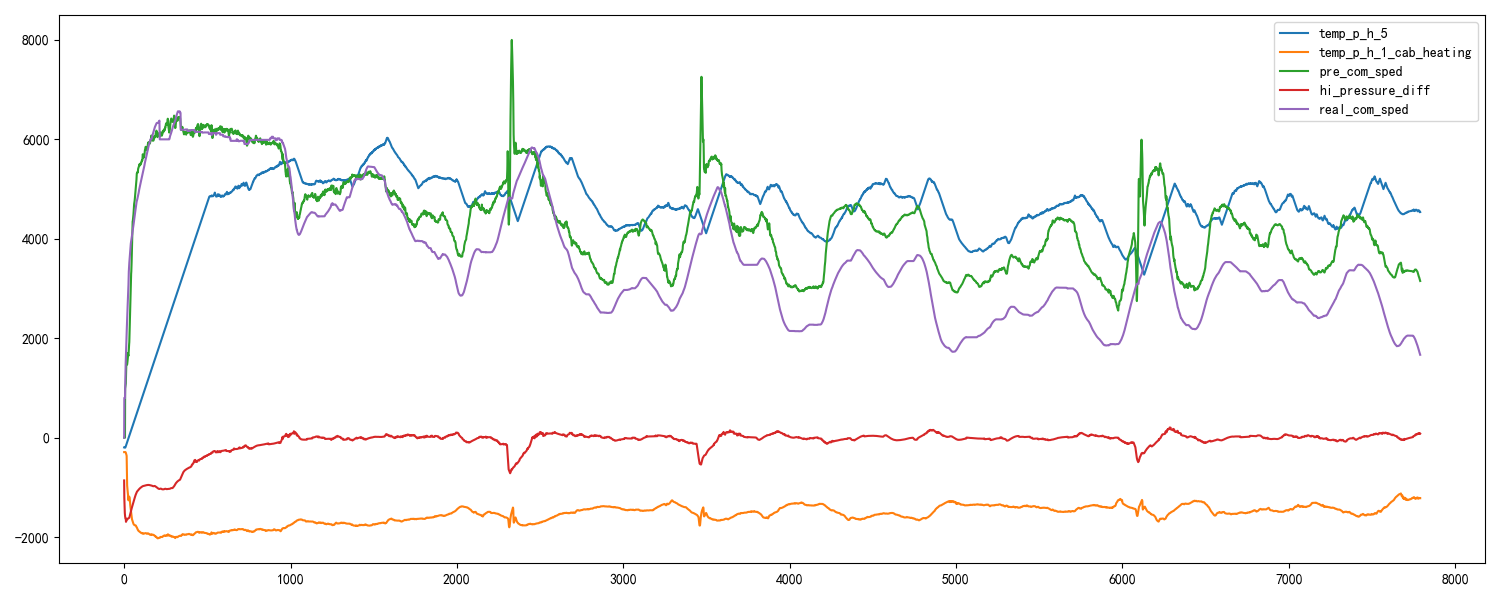 temp_p_h_5
temp_p_h_1_cab_heating
pre_com_sped
hi_pressure_diff
real_com_sped
8000
6000
4000
2000
0
−2000
0 1000 2000 3000 4000 5000 6000 7000 8000